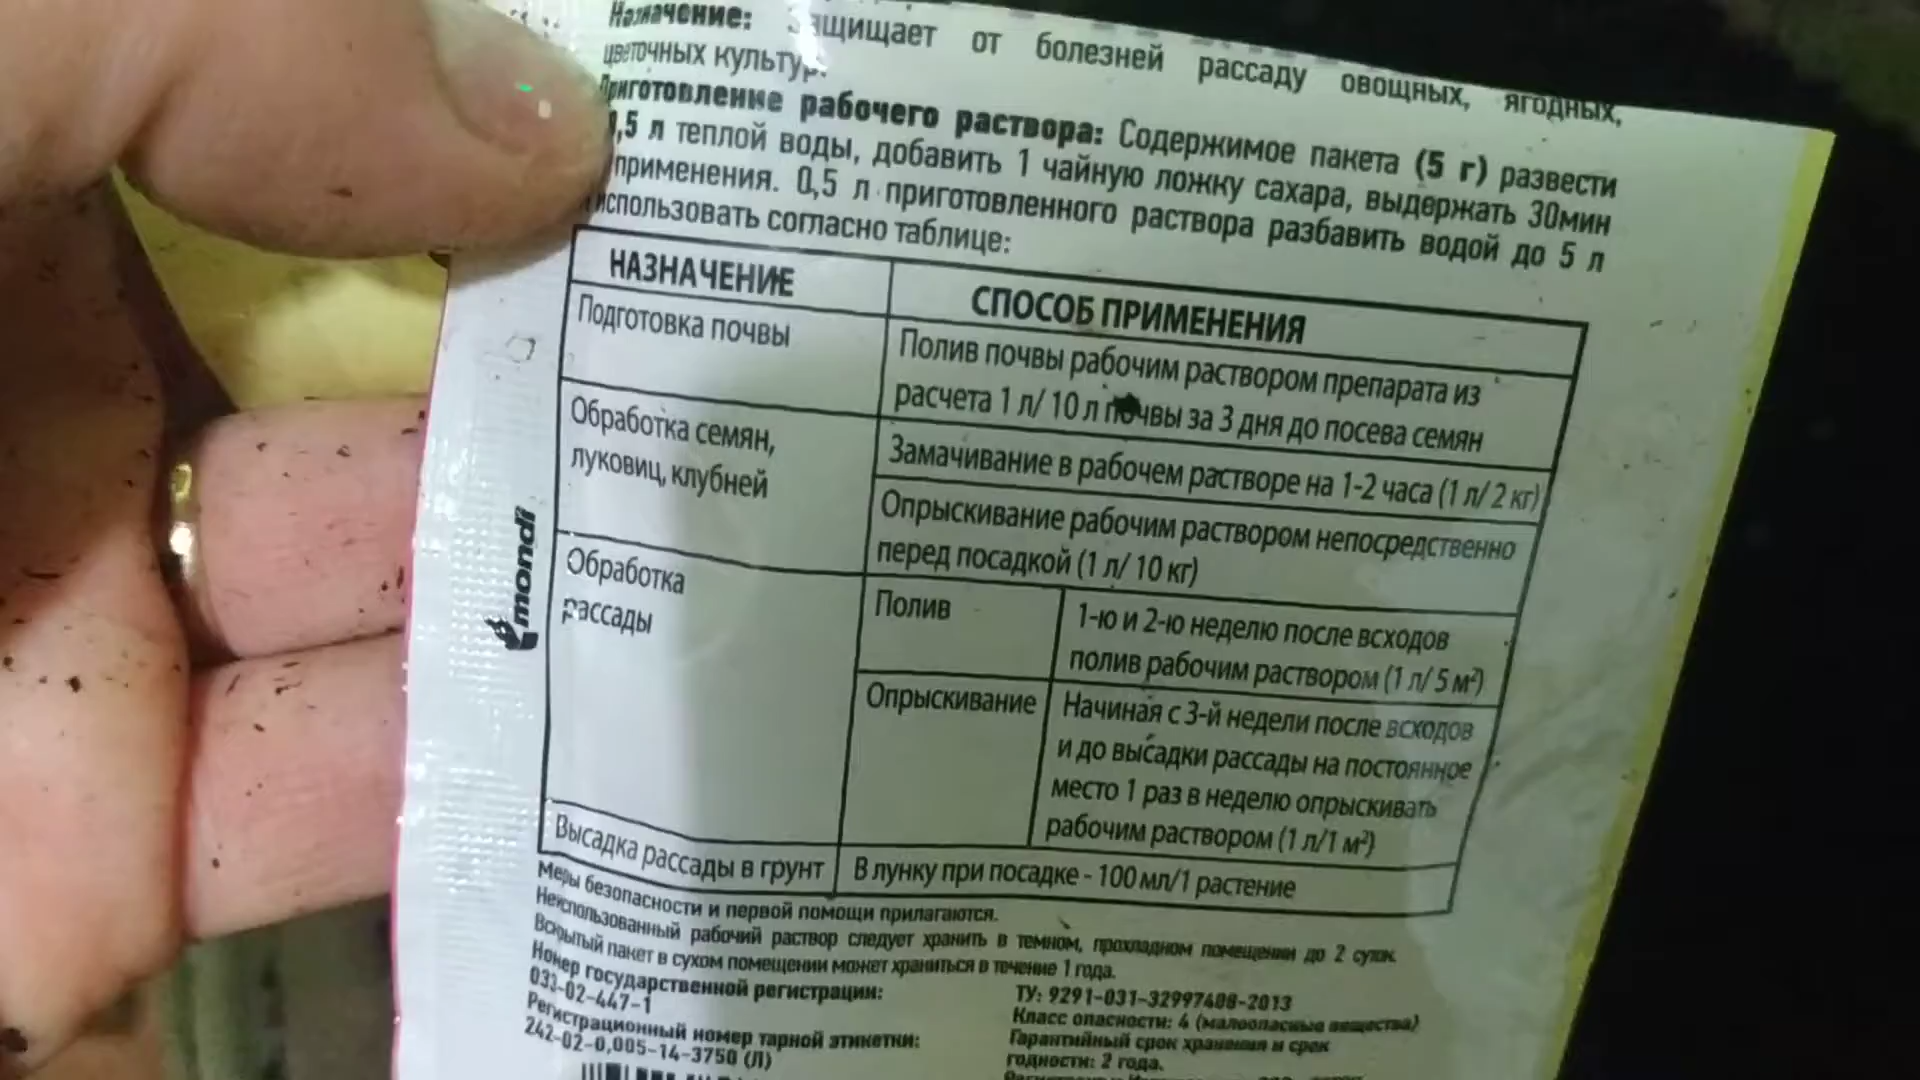 Назначение: Защищает от болезней рассаду овощных, ягодных,
цветочных культур.
Приготовление рабочего раствора: Содержимое пакета (5 г) развести
0,5 л теплой воды, добавить 1 чайную ложку сахара, выдержать 30мин
применения. 0,5 л приготовленного раствора разбавить водой до 5 л
и использовать согласно таблице:
НАЗНАЧЕНИЕ
СПОСОБ ПРИМЕНЕНИЯ
Подготовка почвы
Полив почвы рабочим раствором препарата из
расчета 1 л/ 10 л почвы за 3 дня до посева семян
Обработка семян,
луковиц, клубней
Замачивание в рабочем растворе на 1-2 часа (1 л/ 2 кг)
Опрыскивание рабочим раствором непосредственно
перед посадкой (1 л/ 10 кг)
Обработка
рассады
Полив
1-ю и 2-ю неделю после всходов
полив рабочим раствором (1 л/ 5 м²)
Опрыскивание
Начиная с 3-й недели после всходов
и до высадки рассады на постоянное
место 1 раз в неделю опрыскивать
рабочим раствором (1 л/1 м²)
Высадка рассады в грунт
В лунку при посадке - 100 мл/1 растение
Меры безопасности и первой помощи прилагаются.
Неиспользованный рабочий раствор следует хранить в темном, прохладном помещении до 2 суток.
Вскрытый пакет в сухом помещении может храниться в течение 1 года.
Номер государственной регистрации:
033-02-447-1
Регистрационный номер тарной этикетки:
242-02-0,005-14-3750 (Л)
ТУ: 9291-031-32997408-2013
Класс опасности: 4 (малоопасные вещества)
Гарантийный срок хранения и срок
годности: 2 года.
mondi